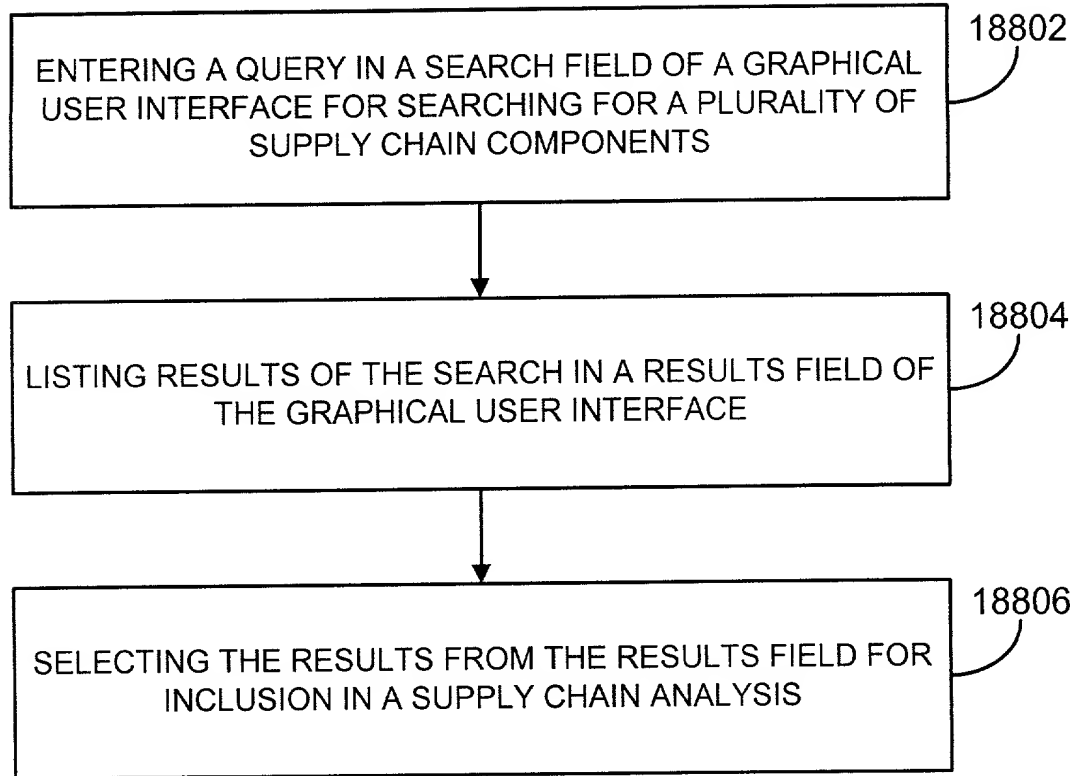 18802
ENTERING A QUERY IN A SEARCH FIELD OF A GRAPHICAL
USER INTERFACE FOR SEARCHING FOR A PLURALITY OF
SUPPLY CHAIN COMPONENTS
18804
LISTING RESULTS OF THE SEARCH IN A RESULTS FIELD OF
THE GRAPHICAL USER INTERFACE
18806
SELECTING THE RESULTS FROM THE RESULTS FIELD FOR
INCLUSION IN A SUPPLY CHAIN ANALYSIS